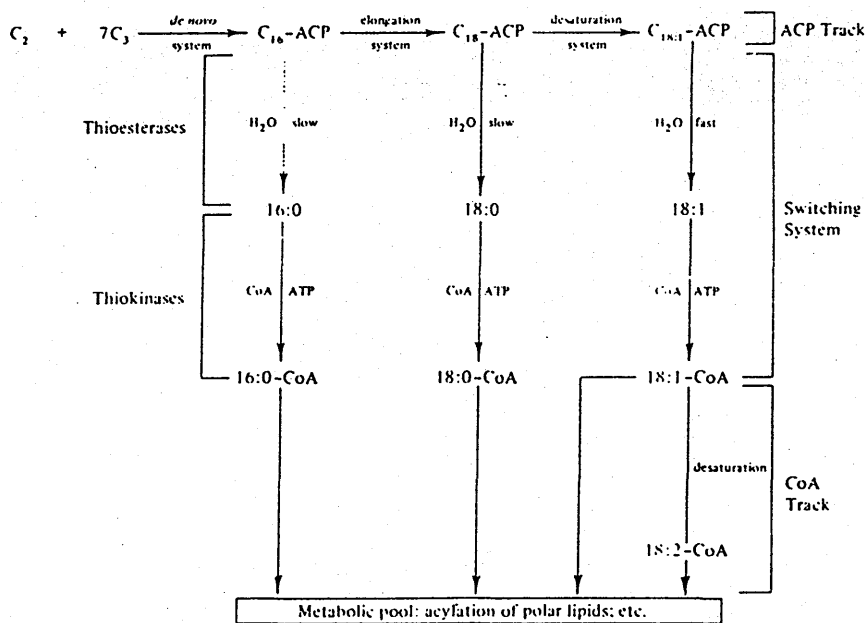 C₂ + 7C₃ de novo system C₁₆-ACP elongation system C₁₈-ACP desaturation system C₁₈:₁-ACP ACP Track
Thioesterases
H₂O slow H₂O slow H₂O fast
16:0 18:0 18:1
Switching System
Thiokinases
CoA ATP CoA ATP CoA ATP
16:0-CoA 18:0-CoA 18:1-CoA
desaturation
CoA Track
18:2-CoA
Metabolic pool: acylation of polar lipids; etc.